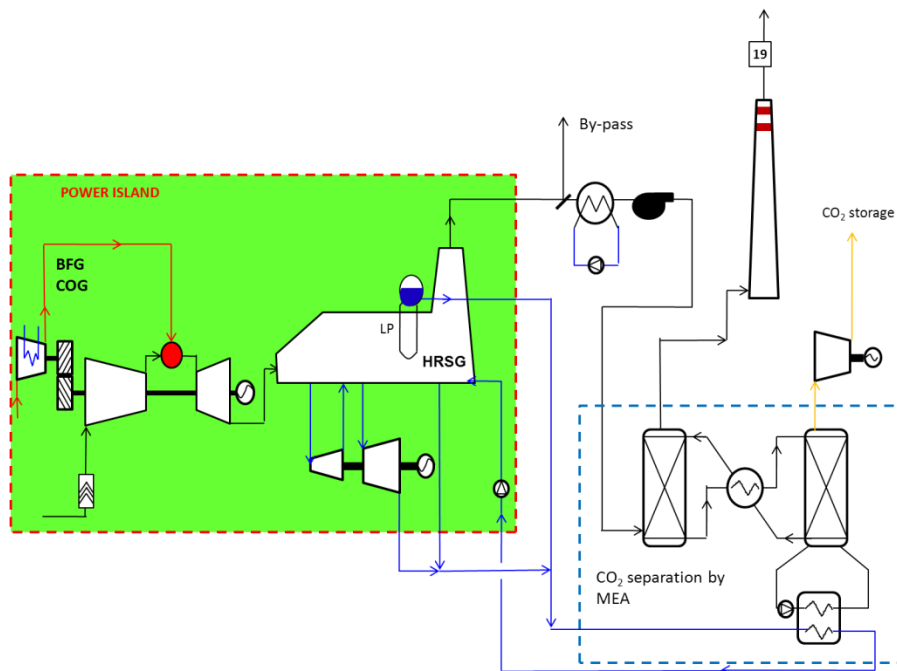 19
By-pass
POWER ISLAND
CO₂ storage
BFG
COG
LP
HRSG
CO₂ separation by
MEA